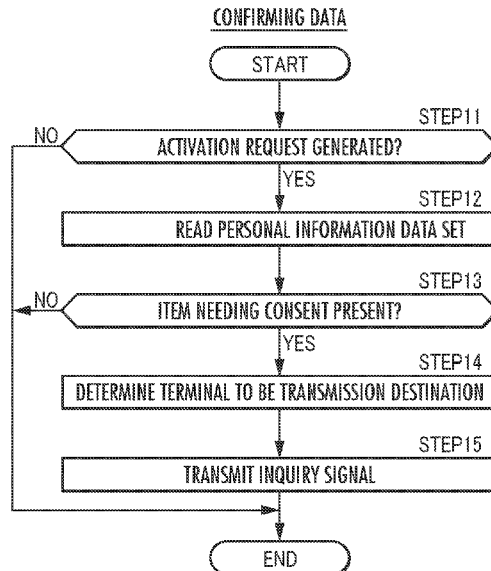 CONFIRMING DATA
START
STEP11
NO
ACTIVATION REQUEST GENERATED?
YES
STEP12
READ PERSONAL INFORMATION DATA SET
STEP13
NO
ITEM NEEDING CONSENT PRESENT?
YES
STEP14
DETERMINE TERMINAL TO BE TRANSMISSION DESTINATION
STEP15
TRANSMIT INQUIRY SIGNAL
END